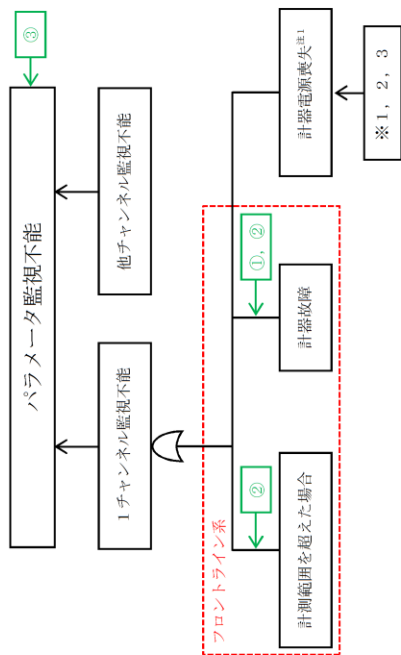 パラメータ監視不能
③
1チャンネル監視不能
他チャンネル監視不能
フロントライン系
②
①,②
計測範囲を超えた場合
計器故障
計器電源喪失注1
※1, 2, 3